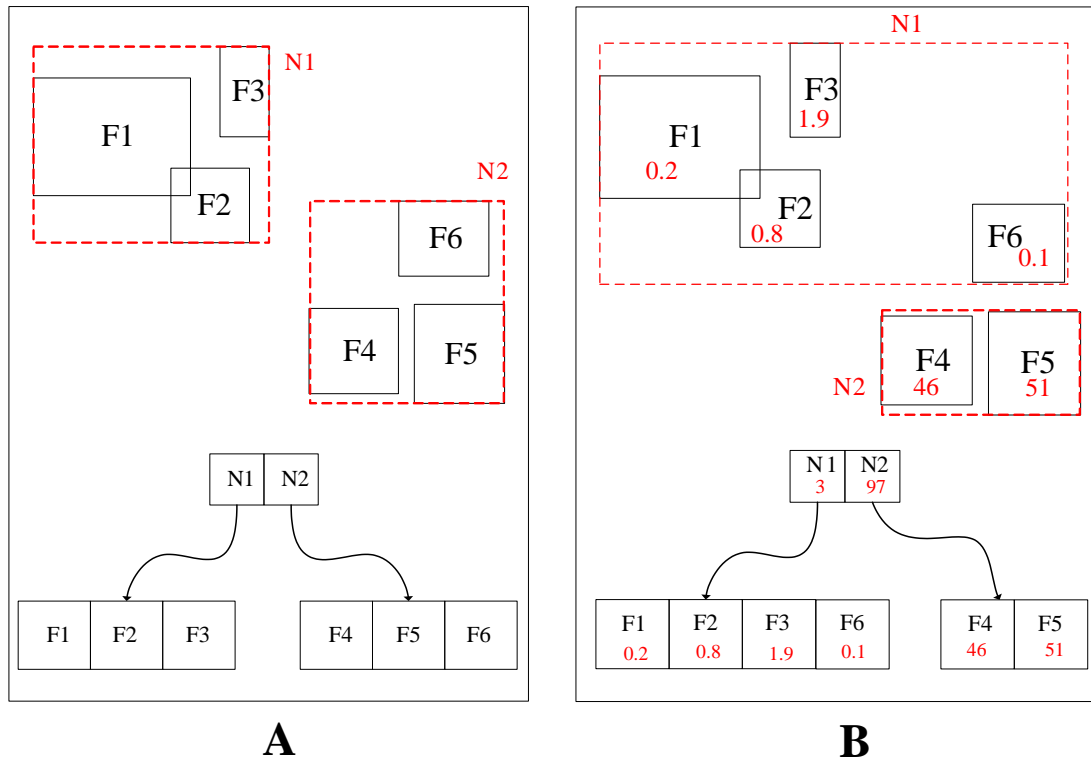 N1
F3
F1
N2
F2
F6
F4
F5
N1 N2
F1 F2 F3
F4 F5 F6
A
N1
F3
1.9
F1
0.2
F2
0.8
F6
0.1
F4
46
F5
51
N2
N1 N2
3 97
F1 F2 F3 F6
0.2 0.8 1.9 0.1
F4 F5
46 51
B